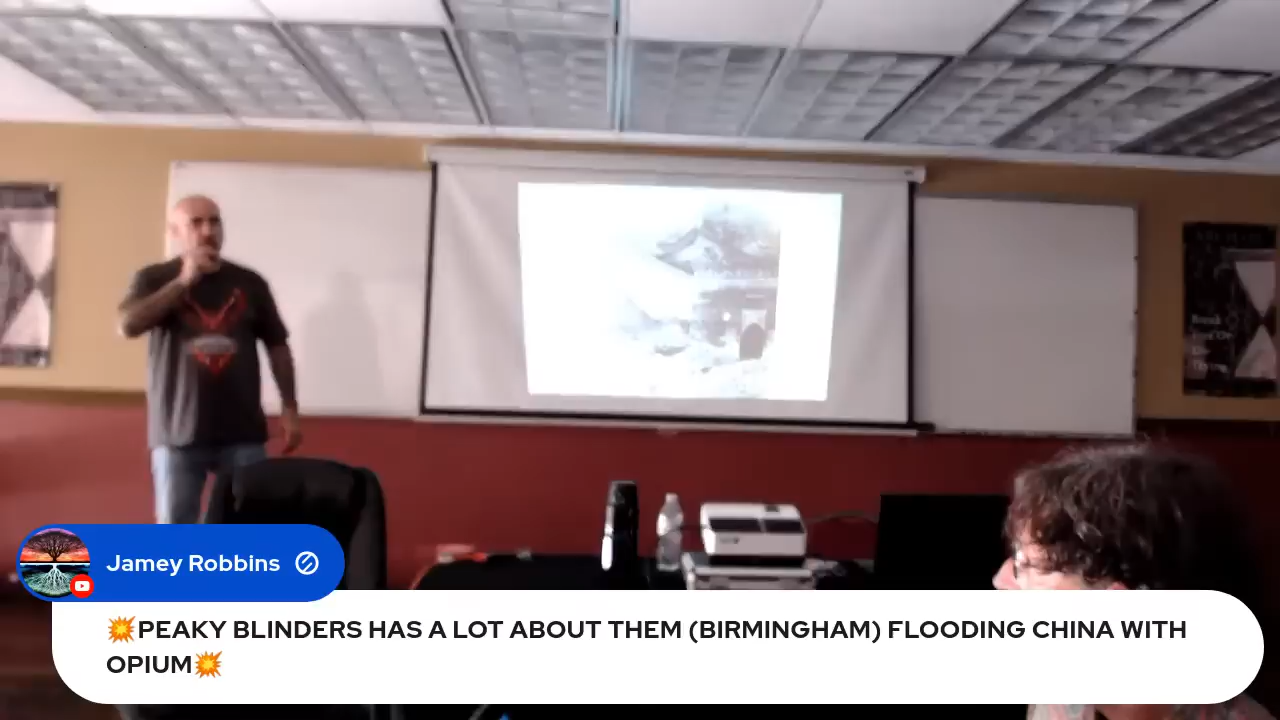 Jamey Robbins
💥PEAKY BLINDERS HAS A LOT ABOUT THEM (BIRMINGHAM) FLOODING CHINA WITH
OPIUM💥